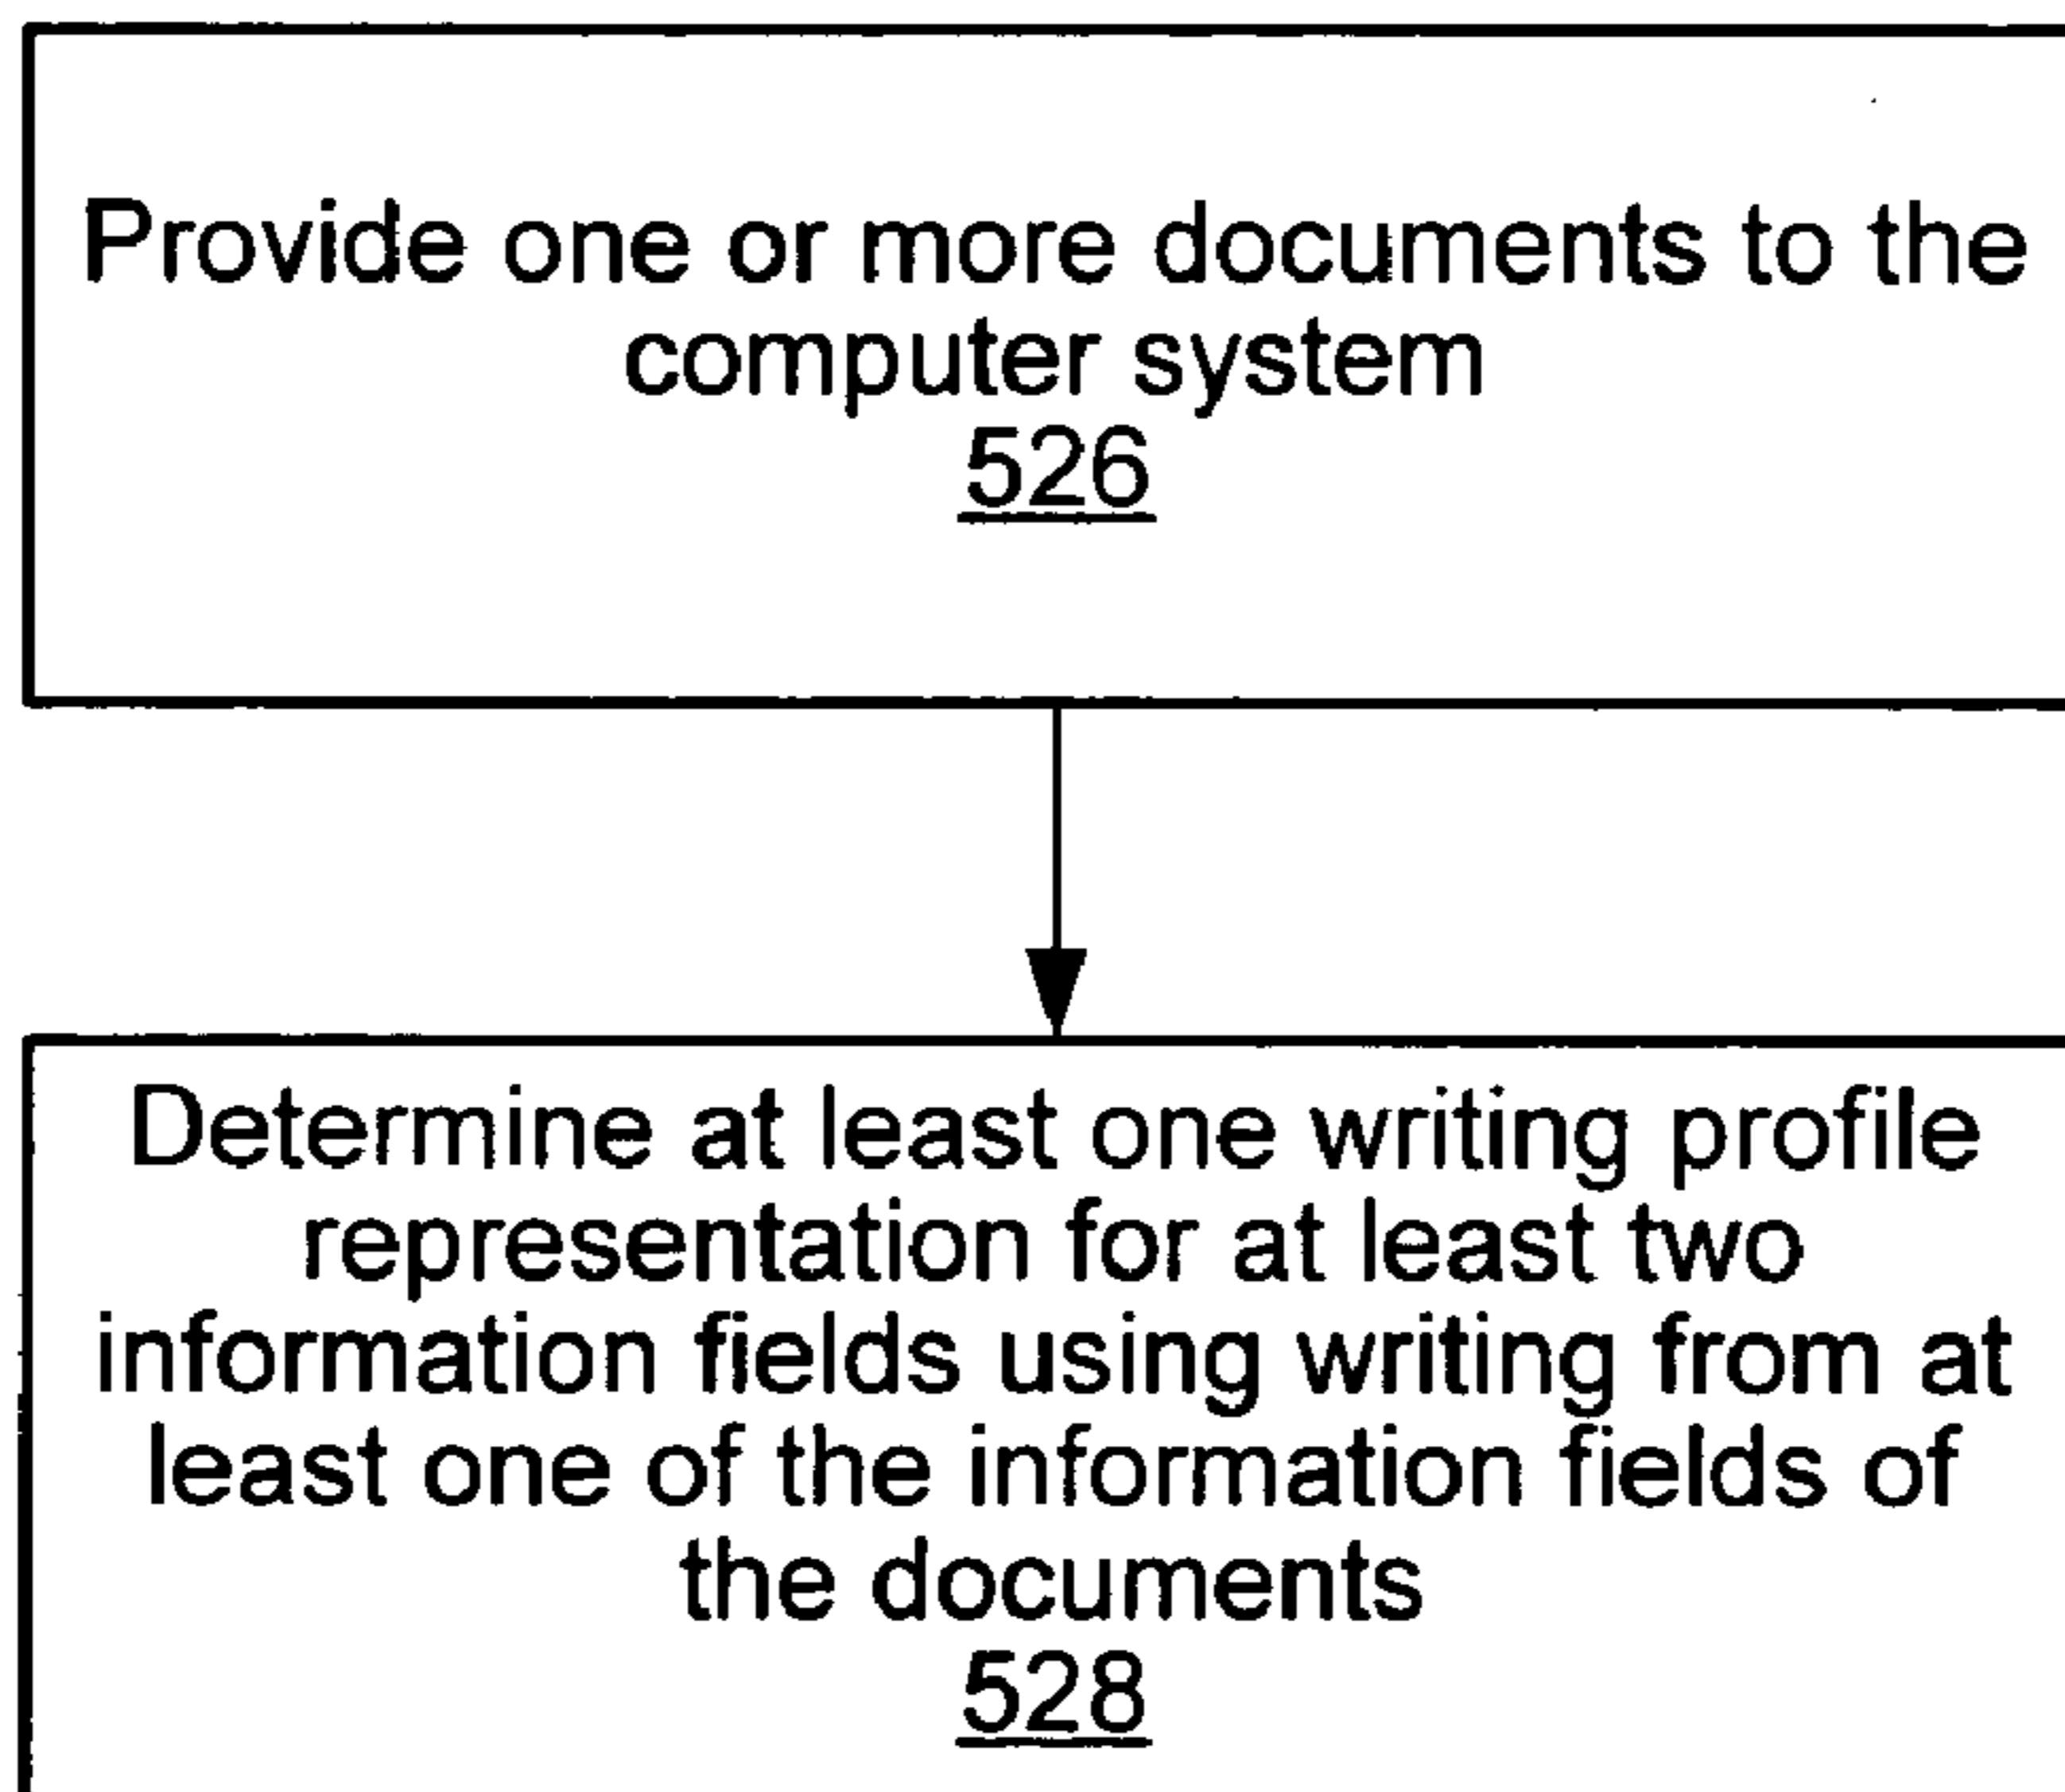 Provide one or more documents to the
computer system
526
Determine at least one writing profile
representation for at least two
information fields using writing from at
least one of the information fields of
the documents
528